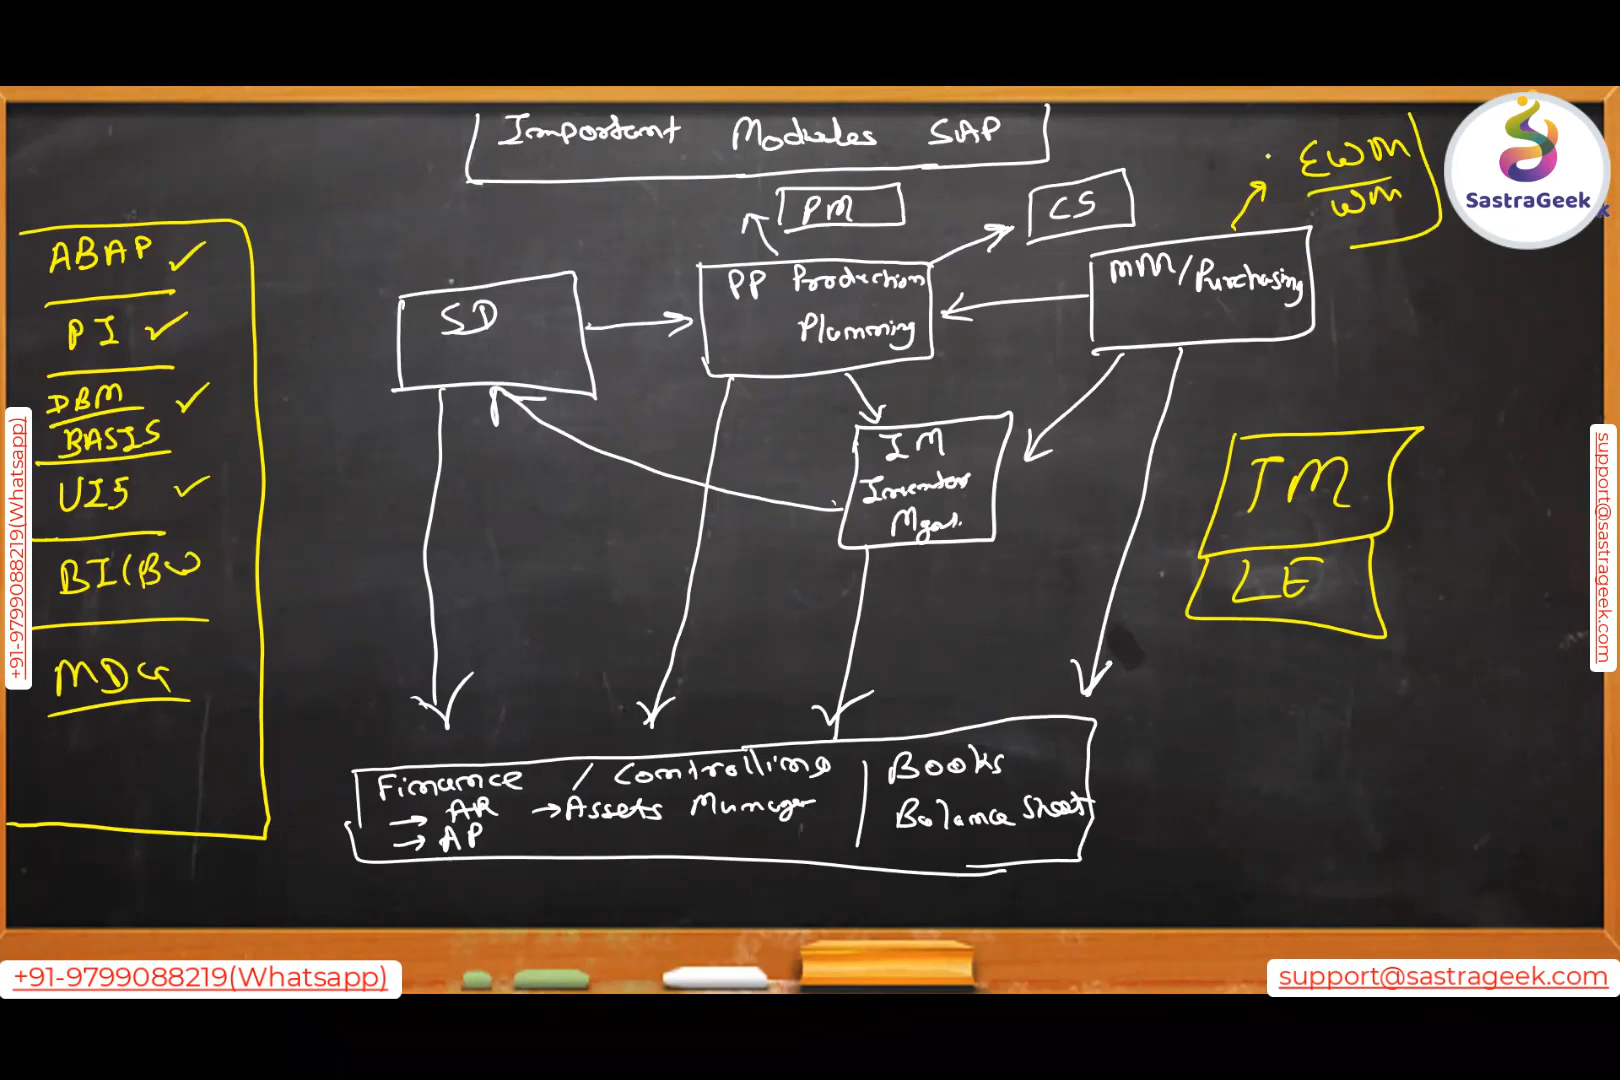 Important Modules SAP
EWM
WM
SastraGeek
PM
CS
ABAP
PI
DBM
BASIS
UI5
BI(BW
MDG
SD
PP Production
Planning
MM/Purchasing
IM
Inventory
Mgmt.
TM
LE
Finance / Controlling
→ AR → Assets Manager
→ AP
Books
Balance Sheet
+91-9799088219(Whatsapp)
support@sastrageek.com
+91-9799088219(Whatsapp)
support@sastrageek.com